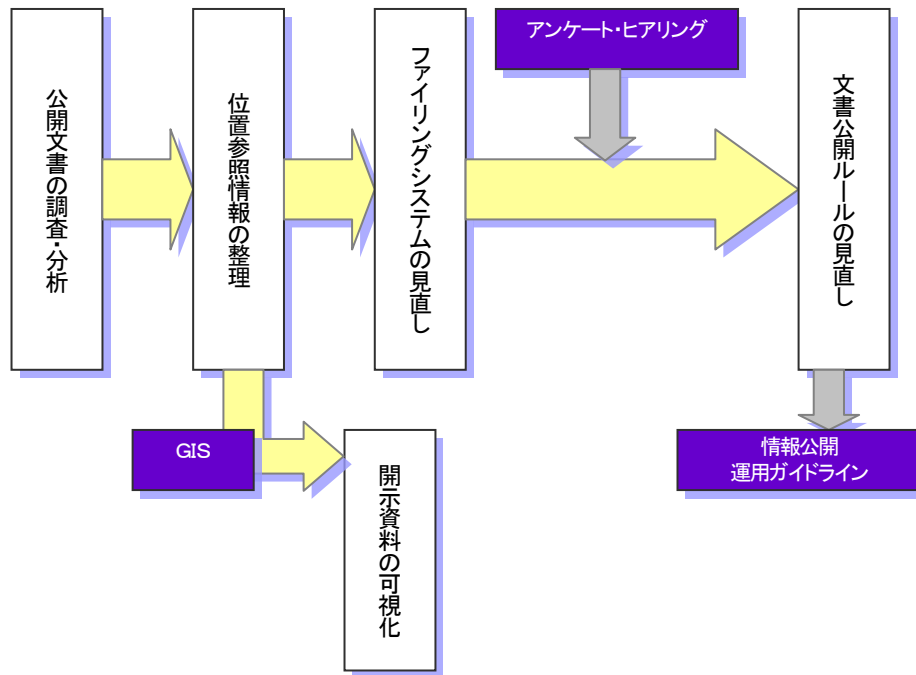 アンケート・ヒアリング
公開文書の調査・分析
位置参照情報の整理
ファイリングシステムの見直し
文書公開ルールの見直し
GIS
開示資料の可視化
情報公開
運用ガイドライン